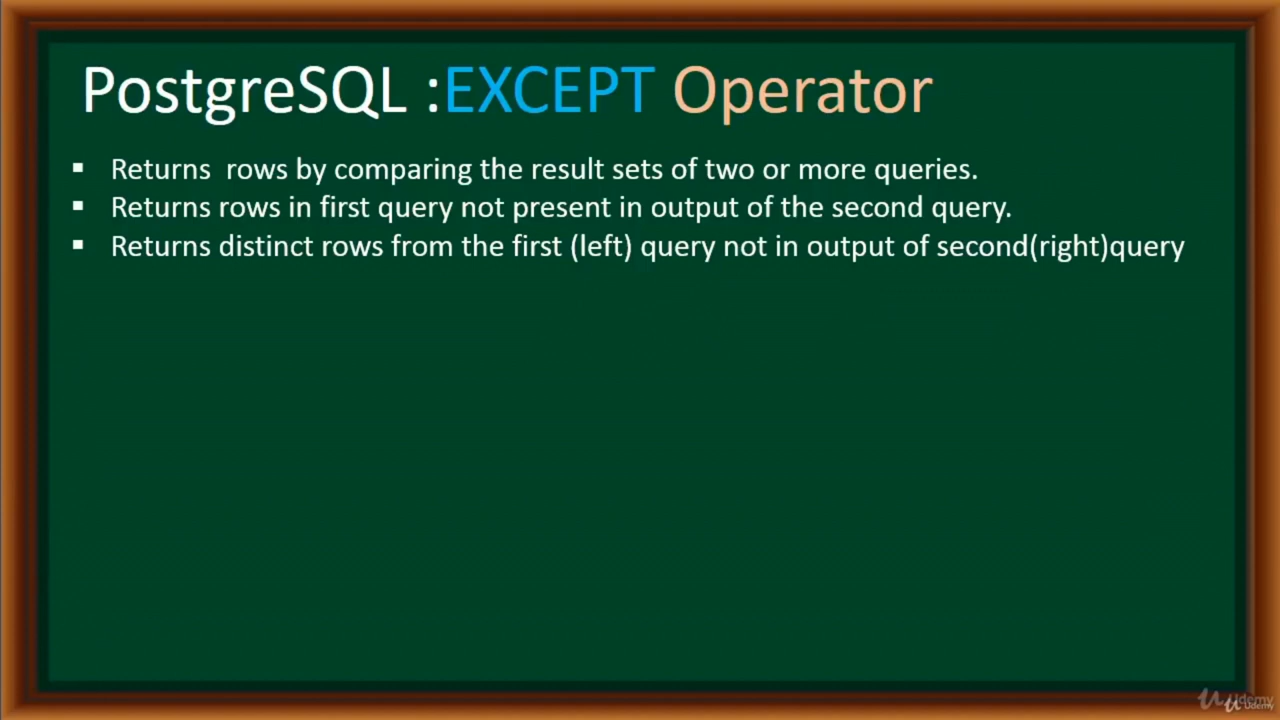 PostgreSQL :EXCEPT Operator
▪ Returns  rows by comparing the result sets of two or more queries.
▪ Returns rows in first query not present in output of the second query.
▪ Returns distinct rows from the first (left) query not in output of second(right)query
Udemy
Udemy